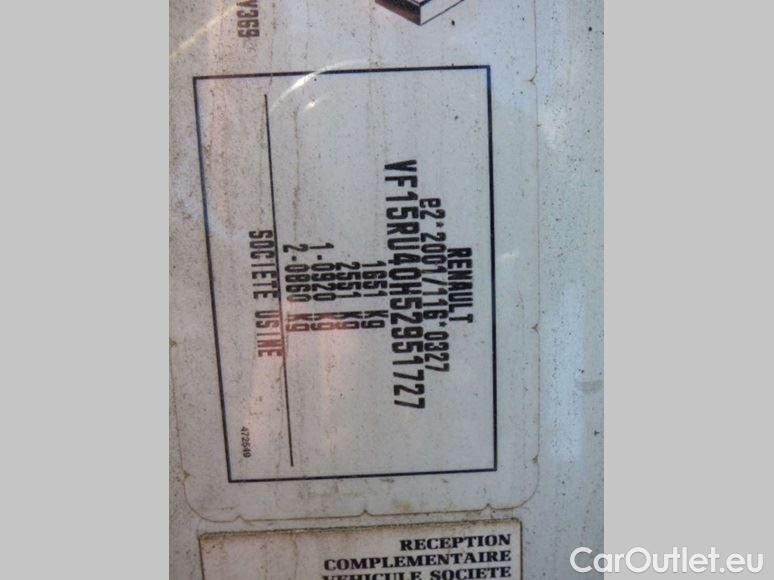 V369
RENAULT
e2*2001/116*0327
VF15RU40H52951727
1651 Kg
2551 Kg
1-0920 Kg
2-0860 Kg
SOCIETE USINE
472549
RECEPTION
COMPLEMENTAIRE
VEHICULE SOCIETE
CarOutlet.eu